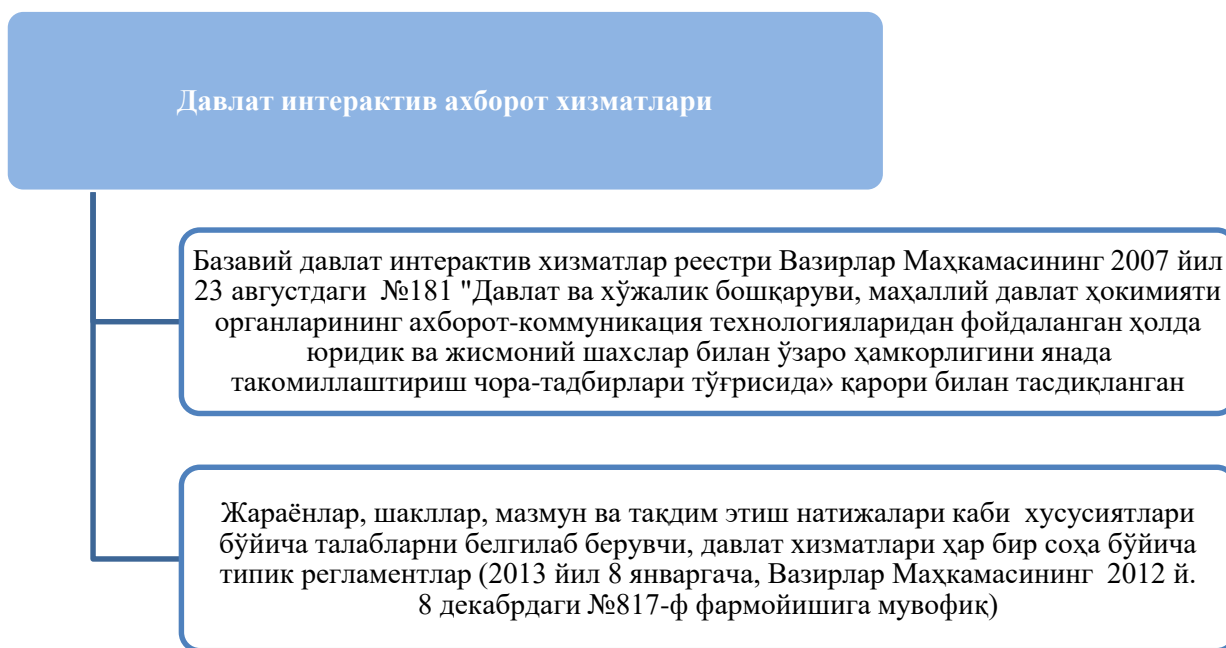 Давлат интерактив ахборот хизматлари
Базавий давлат интерактив хизматлар реестри Вазирлар Маҳкамасининг 2007 йил
23 августдаги №181 "Давлат ва хўжалик бошқаруви, маҳаллий давлат ҳокимияти
органларининг ахборот-коммуникация технологияларидан фойдаланган ҳолда
юридик ва жисмоний шахслар билан ўзаро ҳамкорлигини янада
такомиллаштириш чора-тадбирлари тўғрисида» қарори билан тасдиқланган
Жараёнлар, шакллар, мазмун ва тақдим этиш натижалари каби хусусиятлари
бўйича талабларни белгилаб берувчи, давлат хизматлари ҳар бир соҳа бўйича
типик регламентлар (2013 йил 8 январгача, Вазирлар Маҳкамасининг 2012 й.
8 декабрдаги №817-ф фармойишига мувофиқ)